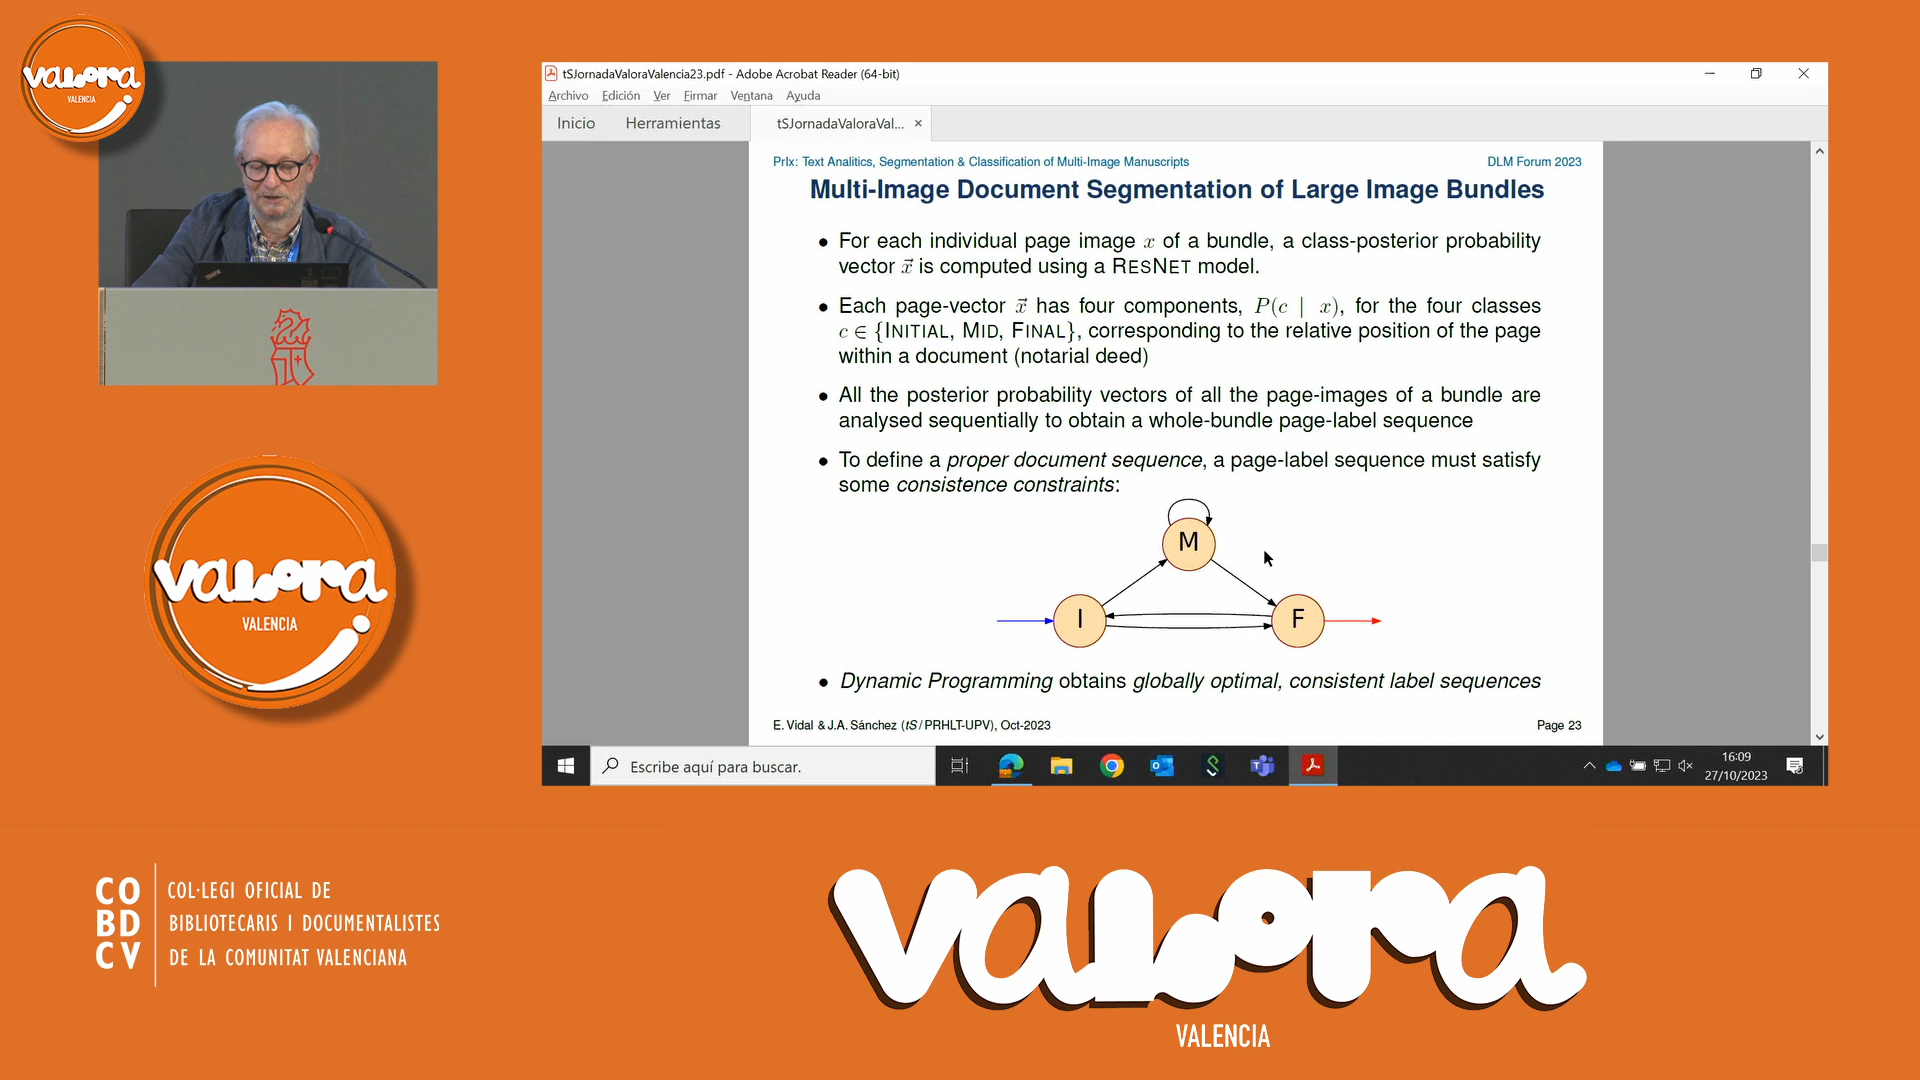 valora
VALENCIA
tSJornadaValoraValencia23.pdf - Adobe Acrobat Reader (64-bit)
Archivo Edición Ver Firmar Ventana Ayuda
Inicio Herramientas tSJornadaValoraVal... ×
PrIx: Text Analitics, Segmentation & Classification of Multi-Image Manuscripts DLM Forum 2023
Multi-Image Document Segmentation of Large Image Bundles
• For each individual page image x of a bundle, a class-posterior probability
vector x⃗ is computed using a RESNET model.
• Each page-vector x⃗ has four components, P(c | x), for the four classes
c ∈ {INITIAL, MID, FINAL}, corresponding to the relative position of the page
within a document (notarial deed)
• All the posterior probability vectors of all the page-images of a bundle are
analysed sequentially to obtain a whole-bundle page-label sequence
• To define a proper document sequence, a page-label sequence must satisfy
some consistence constraints:
M
I F
• Dynamic Programming obtains globally optimal, consistent label sequences
E. Vidal & J.A. Sánchez (tS / PRHLT-UPV), Oct-2023 Page 23
Escribe aquí para buscar.
16:09
27/10/2023
valora
VALENCIA
CO
BD
CV
COL·LEGI OFICIAL DE
BIBLIOTECARIS I DOCUMENTALISTES
DE LA COMUNITAT VALENCIANA
valora
VALENCIA